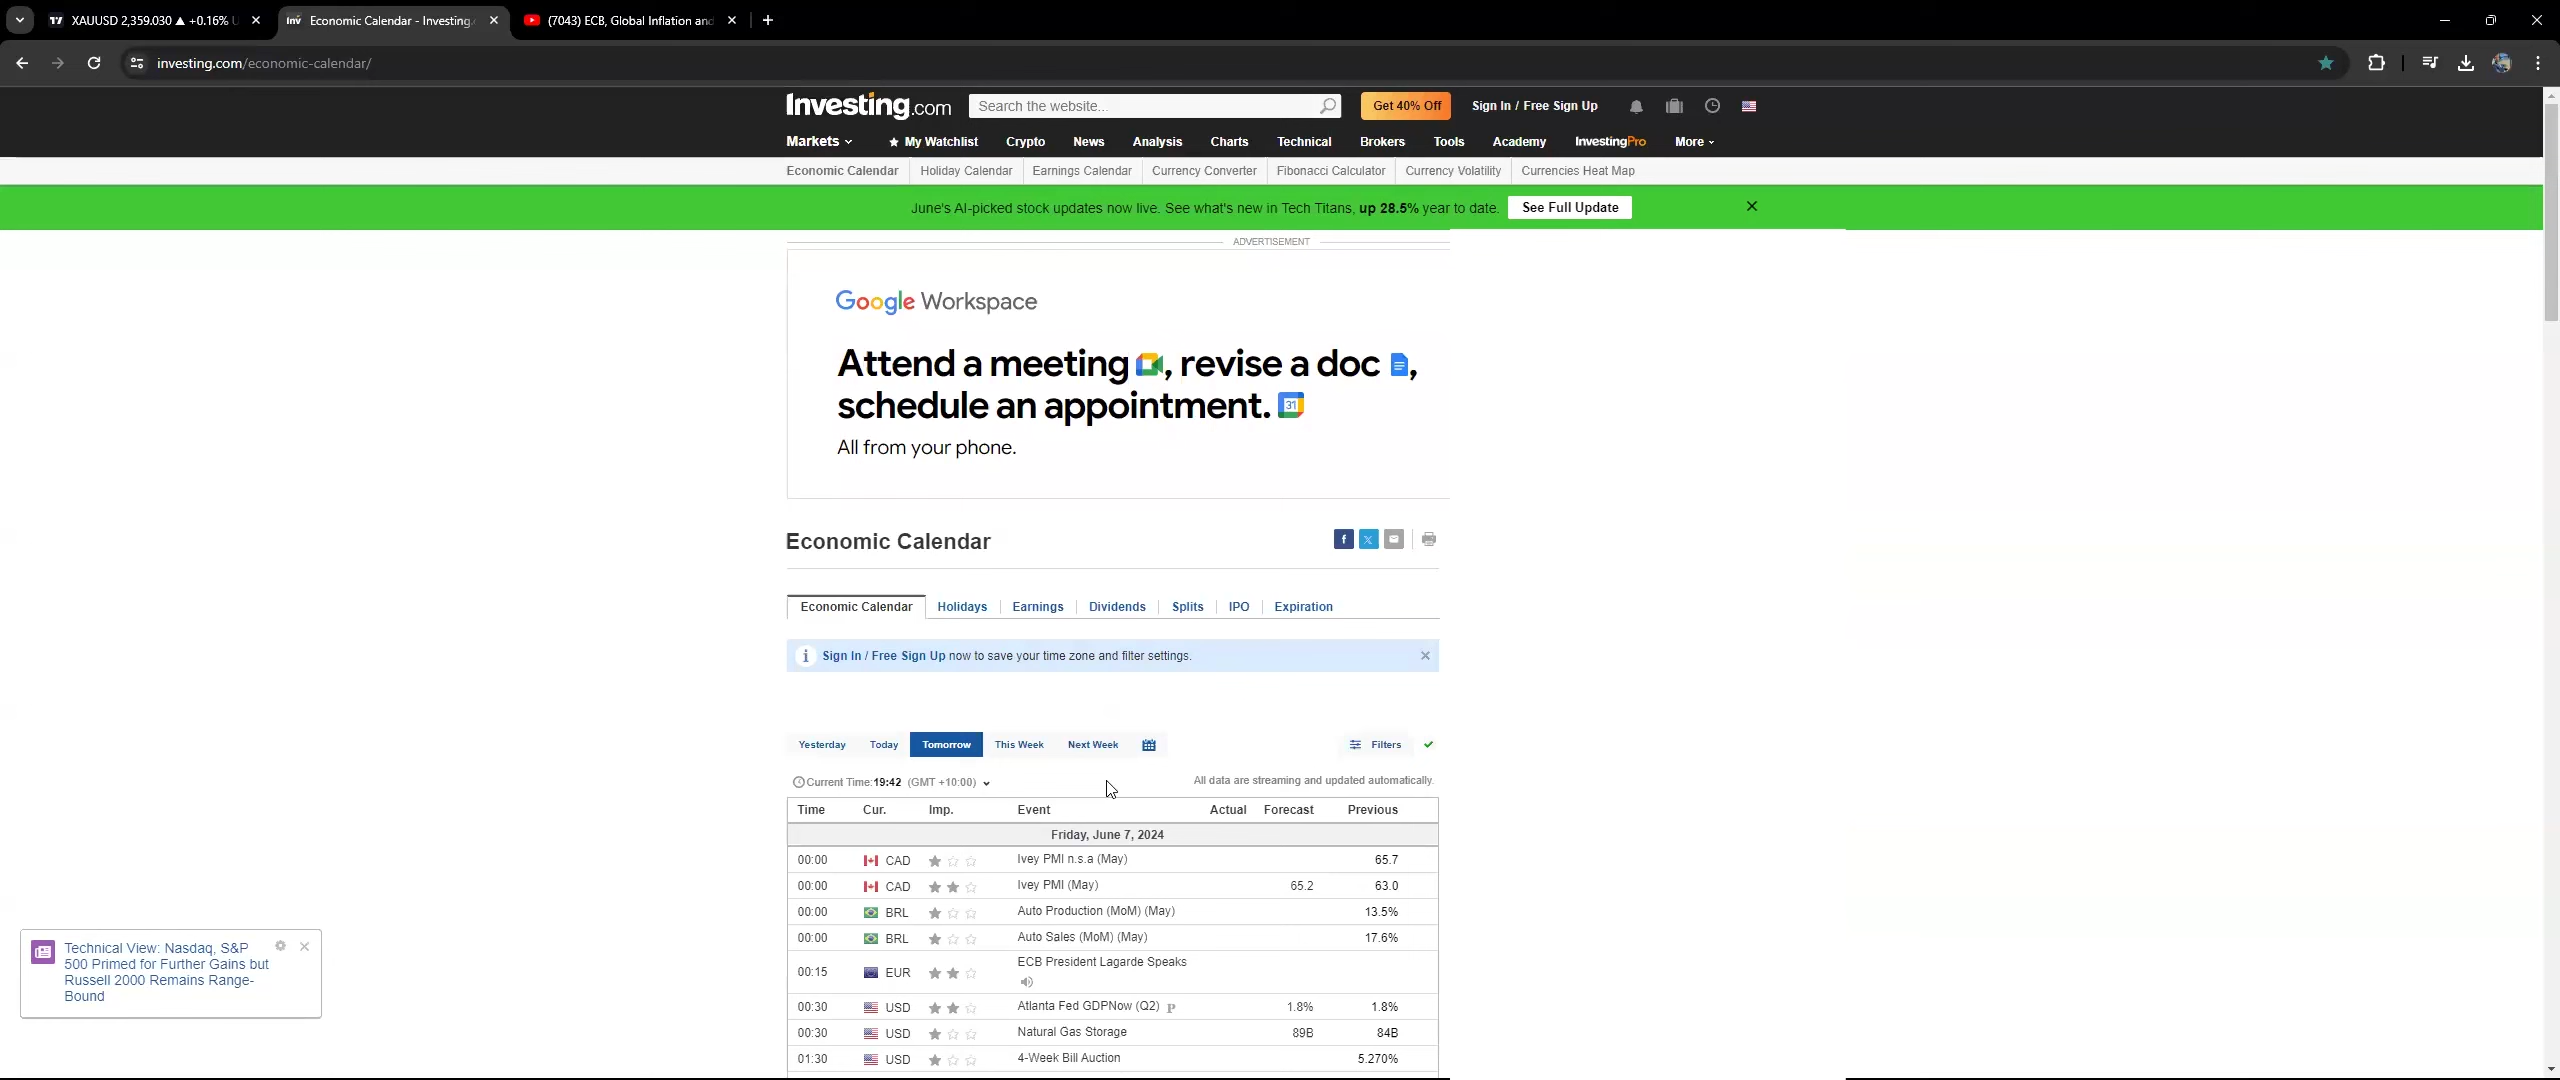 XAUUSD 2,359.030 ▲ +0.16%
Economic Calendar - Investing.
(7043) ECB, Global Inflation and
investing.com/economic-calendar/
Investing.com
Search the website...
Get 40% Off
Sign In / Free Sign Up
Markets
My Watchlist
Crypto
News
Analysis
Charts
Technical
Brokers
Tools
Academy
InvestingPro
More
Economic Calendar
Holiday Calendar
Earnings Calendar
Currency Converter
Fibonacci Calculator
Currency Volatility
Currencies Heat Map
June's AI-picked stock updates now live. See what's new in Tech Titans, up 28.5% year to date.
See Full Update
ADVERTISEMENT
Google Workspace
Attend a meeting, revise a doc,
schedule an appointment.
31
All from your phone.
Economic Calendar
Economic Calendar
Holidays
Earnings
Dividends
Splits
IPO
Expiration
Sign In / Free Sign Up now to save your time zone and filter settings.
Yesterday
Today
Tomorrow
This Week
Next Week
Filters
Current Time:19:42 (GMT +10:00)
All data are streaming and updated automatically.
Time Cur. Imp. Event Actual Forecast Previous
Friday, June 7, 2024
00:00 CAD Ivey PMI n.s.a (May) 65.7
00:00 CAD Ivey PMI (May) 65.2 63.0
00:00 BRL Auto Production (MoM) (May) 13.5%
00:00 BRL Auto Sales (MoM) (May) 17.6%
00:15 EUR ECB President Lagarde Speaks
00:30 USD Atlanta Fed GDPNow (Q2) P 1.8% 1.8%
00:30 USD Natural Gas Storage 89B 84B
01:30 USD 4-Week Bill Auction 5.270%
Technical View: Nasdaq, S&P
500 Primed for Further Gains but
Russell 2000 Remains Range-
Bound